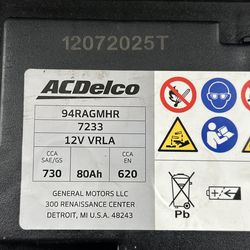 12072025T
ACDelco
94RAGMHR
7233
12V VRLA
CCA SAE/GS 730
80Ah
CCA EN 620
GENERAL MOTORS LLC
300 RENAISSANCE CENTER
DETROIT, MI U.S.A. 48243
Pb